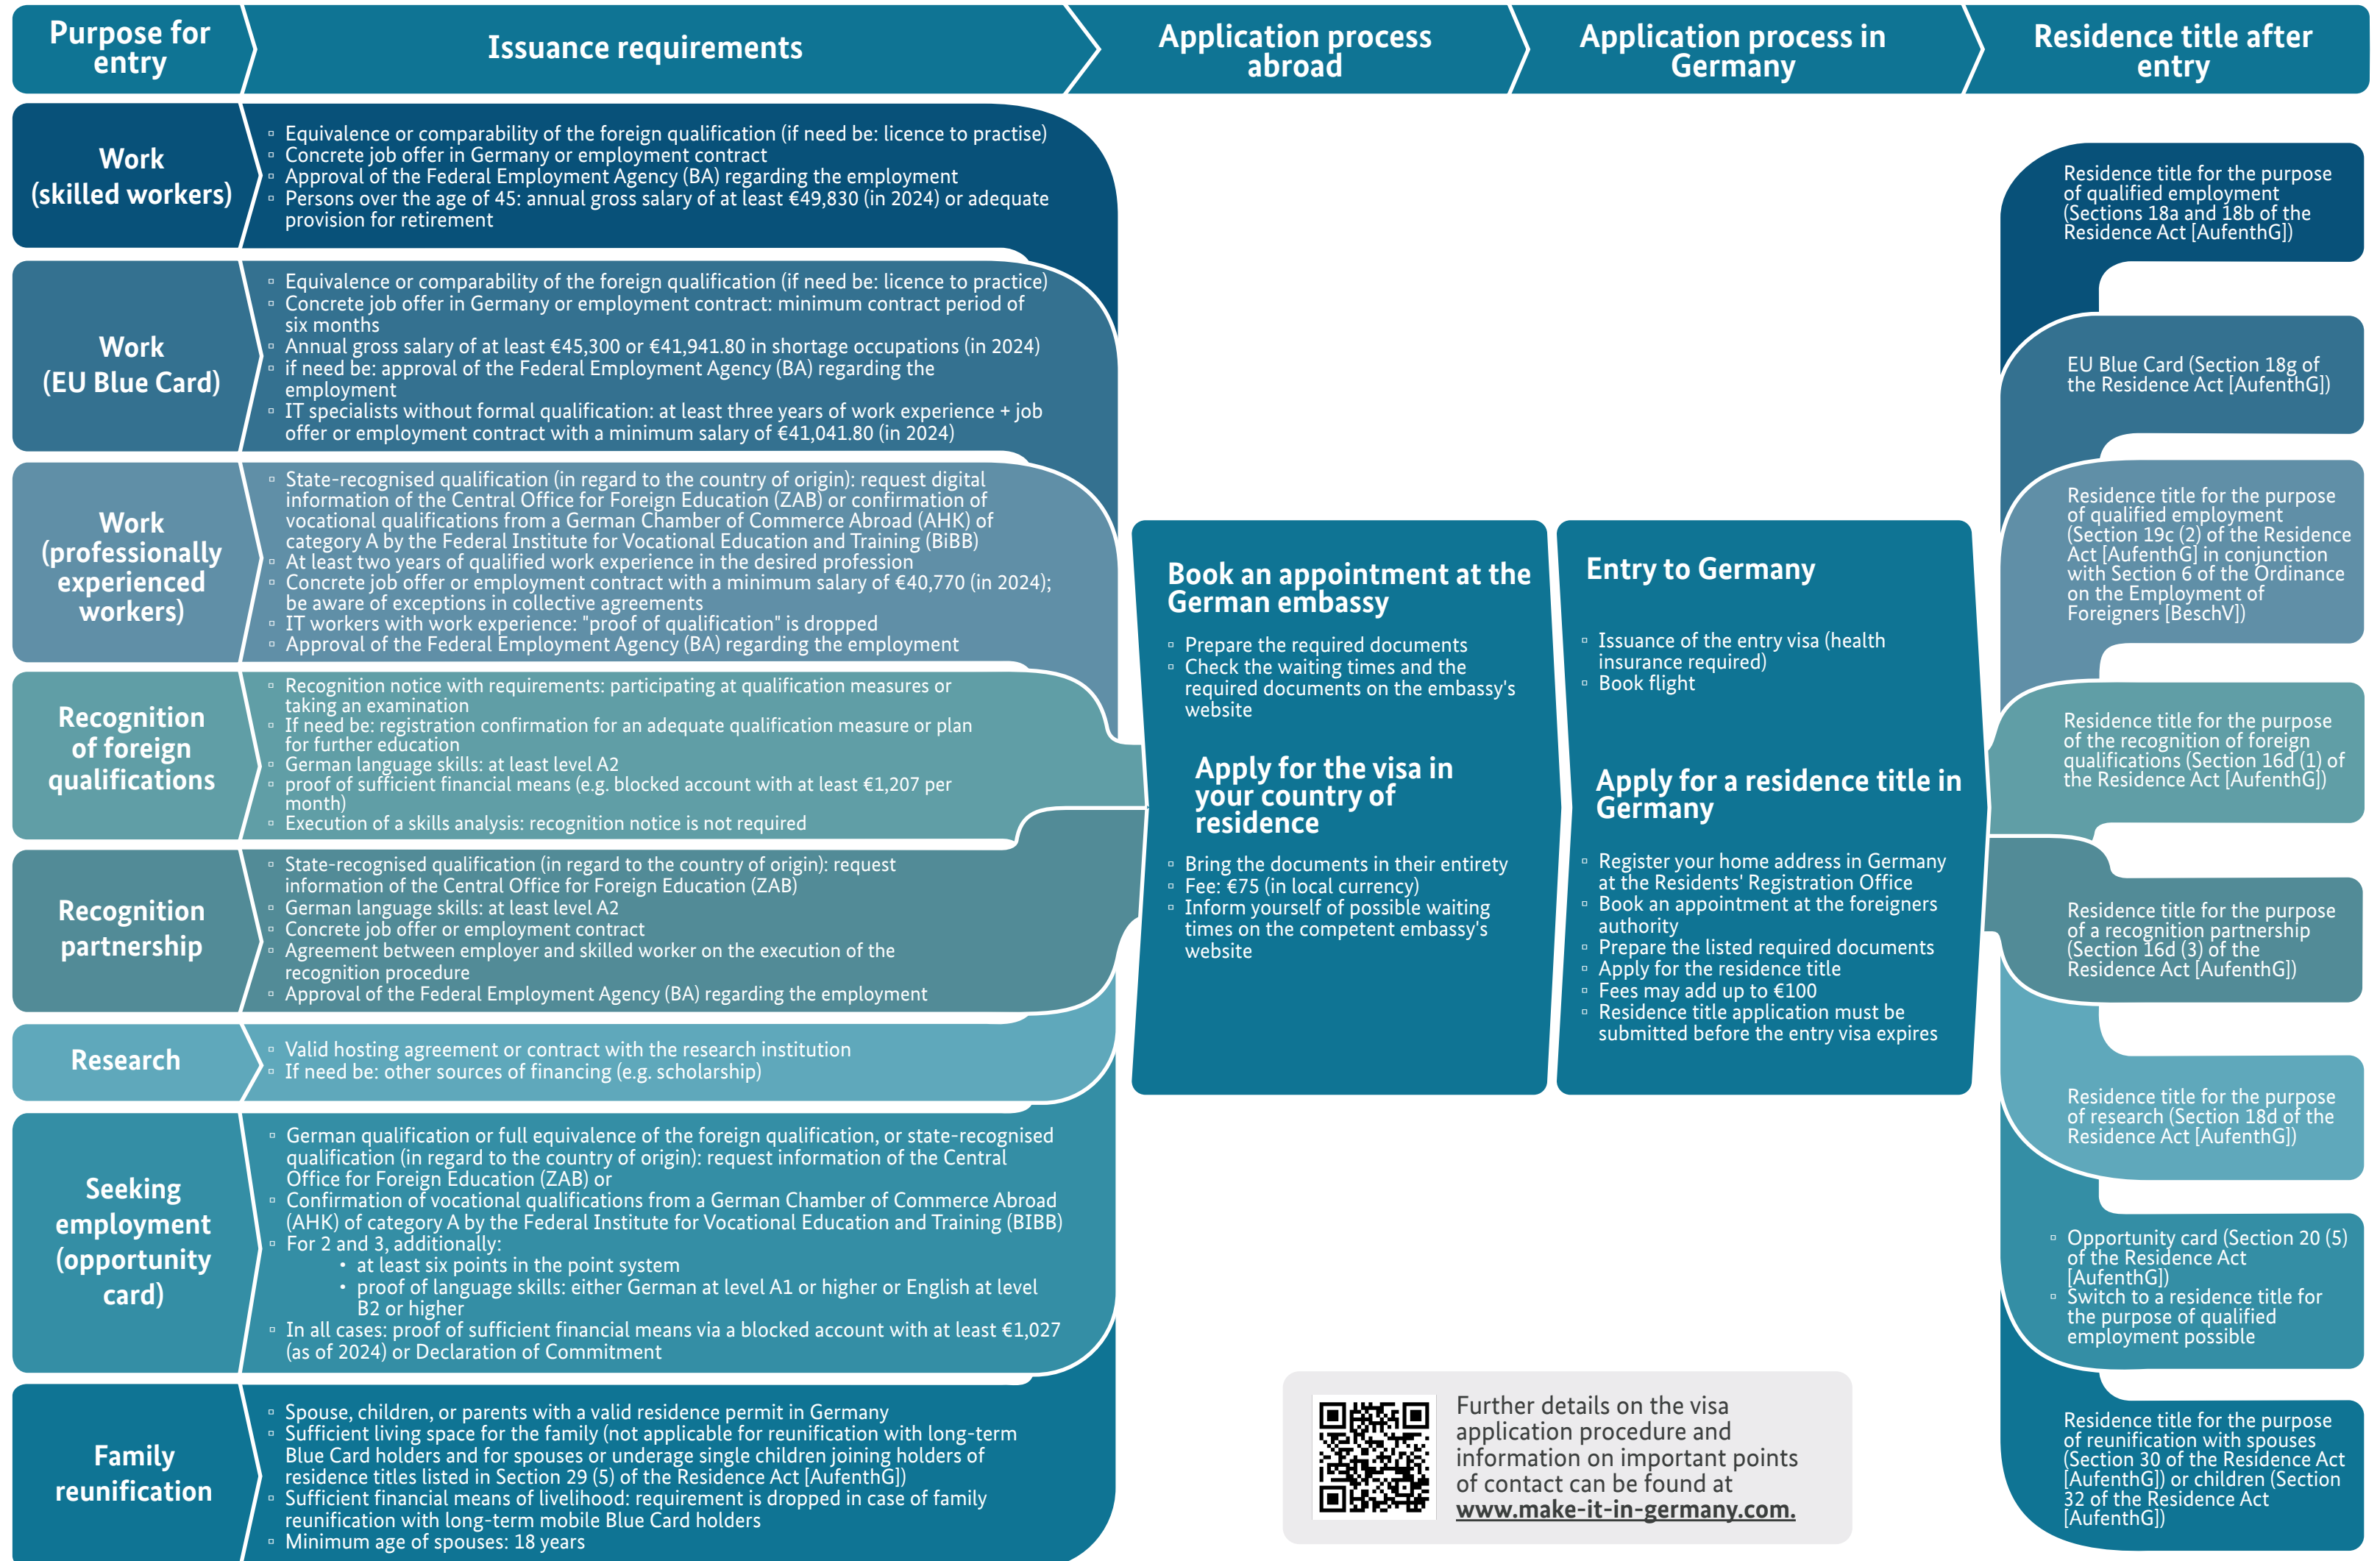 Purpose for
entry
Issuance requirements
Application process
abroad
Application process in
Germany
Residence title after
entry
Work
(skilled workers)
▫ Equivalence or comparability of the foreign qualification (if need be: licence to practise)
▫ Concrete job offer in Germany or employment contract
▫ Approval of the Federal Employment Agency (BA) regarding the employment
▫ Persons over the age of 45: annual gross salary of at least €49,830 (in 2024) or adequate
provision for retirement
Work
(EU Blue Card)
▫ Equivalence or comparability of the foreign qualification (if need be: licence to practice)
▫ Concrete job offer in Germany or employment contract: minimum contract period of
six months
▫ Annual gross salary of at least €45,300 or €41,941.80 in shortage occupations (in 2024)
▫ if need be: approval of the Federal Employment Agency (BA) regarding the
employment
▫ IT specialists without formal qualification: at least three years of work experience + job
offer or employment contract with a minimum salary of €41,041.80 (in 2024)
Work
(professionally
experienced
workers)
▫ State-recognised qualification (in regard to the country of origin): request digital
information of the Central Office for Foreign Education (ZAB) or confirmation of
vocational qualifications from a German Chamber of Commerce Abroad (AHK) of
category A by the Federal Institute for Vocational Education and Training (BiBB)
▫ At least two years of qualified work experience in the desired profession
▫ Concrete job offer or employment contract with a minimum salary of €40,770 (in 2024);
be aware of exceptions in collective agreements
▫ IT workers with work experience: "proof of qualification" is dropped
▫ Approval of the Federal Employment Agency (BA) regarding the employment
Recognition
of foreign
qualifications
▫ Recognition notice with requirements: participating at qualification measures or
taking an examination
▫ If need be: registration confirmation for an adequate qualification measure or plan
for further education
▫ German language skills: at least level A2
▫ proof of sufficient financial means (e.g. blocked account with at least €1,207 per
month)
▫ Execution of a skills analysis: recognition notice is not required
Recognition
partnership
▫ State-recognised qualification (in regard to the country of origin): request
information of the Central Office for Foreign Education (ZAB)
▫ German language skills: at least level A2
▫ Concrete job offer or employment contract
▫ Agreement between employer and skilled worker on the execution of the
recognition procedure
▫ Approval of the Federal Employment Agency (BA) regarding the employment
Research
▫ Valid hosting agreement or contract with the research institution
▫ If need be: other sources of financing (e.g. scholarship)
Seeking
employment
(opportunity
card)
▫ German qualification or full equivalence of the foreign qualification, or state-recognised
qualification (in regard to the country of origin): request information of the Central
Office for Foreign Education (ZAB) or
▫ Confirmation of vocational qualifications from a German Chamber of Commerce Abroad
(AHK) of category A by the Federal Institute for Vocational Education and Training (BIBB)
▫ For 2 and 3, additionally:
• at least six points in the point system
• proof of language skills: either German at level A1 or higher or English at level
B2 or higher
▫ In all cases: proof of sufficient financial means via a blocked account with at least €1,027
(as of 2024) or Declaration of Commitment
Family
reunification
▫ Spouse, children, or parents with a valid residence permit in Germany
▫ Sufficient living space for the family (not applicable for reunification with long-term
Blue Card holders and for spouses or underage single children joining holders of
residence titles listed in Section 29 (5) of the Residence Act [AufenthG])
▫ Sufficient financial means of livelihood: requirement is dropped in case of family
reunification with long-term mobile Blue Card holders
▫ Minimum age of spouses: 18 years
Book an appointment at the
German embassy
▫ Prepare the required documents
▫ Check the waiting times and the
required documents on the embassy's
website
Apply for the visa in
your country of
residence
▫ Bring the documents in their entirety
▫ Fee: €75 (in local currency)
▫ Inform yourself of possible waiting
times on the competent embassy's
website
Entry to Germany
▫ Issuance of the entry visa (health
insurance required)
▫ Book flight
Apply for a residence title in
Germany
▫ Register your home address in Germany
at the Residents' Registration Office
▫ Book an appointment at the foreigners
authority
▫ Prepare the listed required documents
▫ Apply for the residence title
▫ Fees may add up to €100
▫ Residence title application must be
submitted before the entry visa expires
Residence title for the purpose
of qualified employment
(Sections 18a and 18b of the
Residence Act [AufenthG])
EU Blue Card (Section 18g of
the Residence Act [AufenthG])
Residence title for the purpose
of qualified employment
(Section 19c (2) of the Residence
Act [AufenthG] in conjunction
with Section 6 of the Ordinance
on the Employment of
Foreigners [BeschV])
Residence title for the purpose
of the recognition of foreign
qualifications (Section 16d (1) of
the Residence Act [AufenthG])
Residence title for the purpose
of a recognition partnership
(Section 16d (3) of the
Residence Act [AufenthG])
Residence title for the purpose
of research (Section 18d of the
Residence Act [AufenthG])
▫ Opportunity card (Section 20 (5)
of the Residence Act
[AufenthG])
▫ Switch to a residence title for
the purpose of qualified
employment possible
Residence title for the purpose
of reunification with spouses
(Section 30 of the Residence Act
[AufenthG]) or children (Section
32 of the Residence Act
[AufenthG])
Further details on the visa
application procedure and
information on important points
of contact can be found at
www.make-it-in-germany.com.